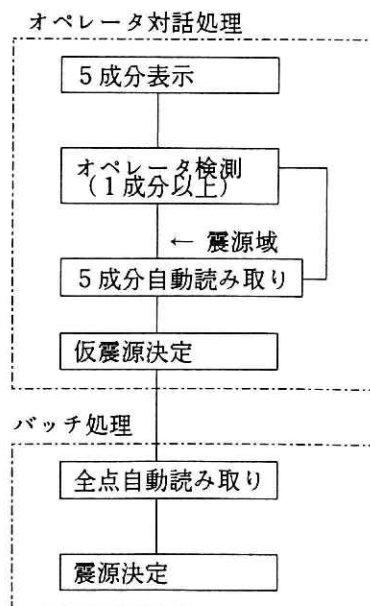 オペレータ対話処理
５成分表示
オペレータ検測
（１成分以上）
← 震源域
５成分自動読み取り
仮震源決定
バッチ処理
全点自動読み取り
震源決定